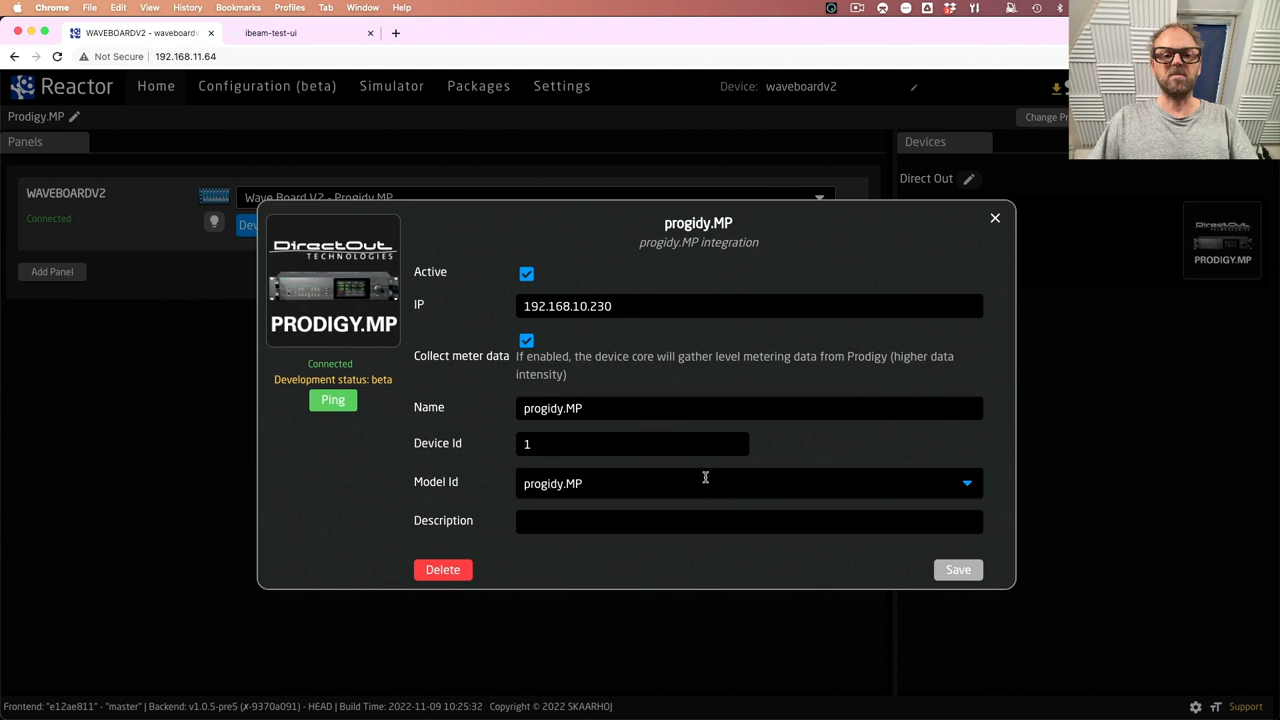 Chrome File Edit View History Bookmarks Profiles Tab Window Help
WAVEBOARDV2 - waveboard
ibeam-test-ui
Not Secure 192.168.11.64
Reactor Home Configuration (beta) Simulator Packages Settings Device: waveboardv2
Prodigy.MP Change Pr
Panels Devices
WAVEBOARDV2 Wave Board V2 - Progidy MP Direct Out
Connected Dev
Add Panel
DirectOut
TECHNOLOGIES
PRODIGY.MP
DirectOut
TECHNOLOGIES
PRODIGY.MP
Connected
Development status: beta
Ping
progidy.MP
progidy.MP integration
Active
IP 192.168.10.230
Collect meter data If enabled, the device core will gather level metering data from Prodigy (higher data
intensity)
Name progidy.MP
Device Id 1
Model Id progidy.MP
Description
Delete Save
Frontend: "e12ae811" - "master" | Backend: v1.0.5-pre5 (✗-9370a091) - HEAD | Build Time: 2022-11-09 10:25:32 Copyright © 2022 SKAARHOJ Support